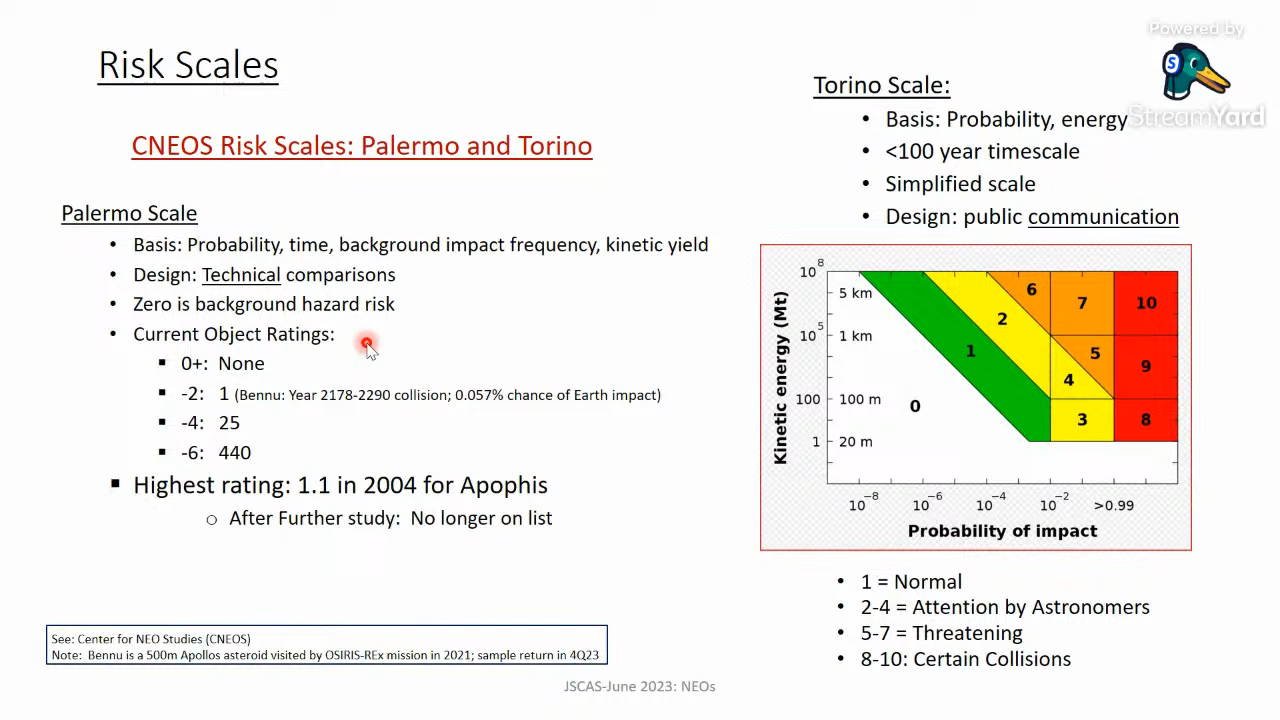 Risk Scales
CNEOS Risk Scales: Palermo and Torino
Palermo Scale
• Basis: Probability, time, background impact frequency, kinetic yield
• Design: Technical comparisons
• Zero is background hazard risk
• Current Object Ratings:
▪ 0+: None
▪ -2: 1 (Bennu: Year 2178-2290 collision; 0.057% chance of Earth impact)
▪ -4: 25
▪ -6: 440
▪ Highest rating: 1.1 in 2004 for Apophis
o After Further study: No longer on list
See: Center for NEO Studies (CNEOS)
Note: Bennu is a 500m Apollos asteroid visited by OSIRIS-REx mission in 2021; sample return in 4Q23
Powered by
S
StreamYard
Torino Scale:
• Basis: Probability, energy
• <100 year timescale
• Simplified scale
• Design: public communication
Kinetic energy (Mt)
10⁸
5 km
10⁵
1 km
100
100 m
1
20 m
0
1
2
6
7
10
5
9
4
3
8
10⁻⁸
10⁻⁶
10⁻⁴
10⁻²
>0.99
Probability of impact
• 1 = Normal
• 2-4 = Attention by Astronomers
• 5-7 = Threatening
• 8-10: Certain Collisions
JSCAS-June 2023: NEOs